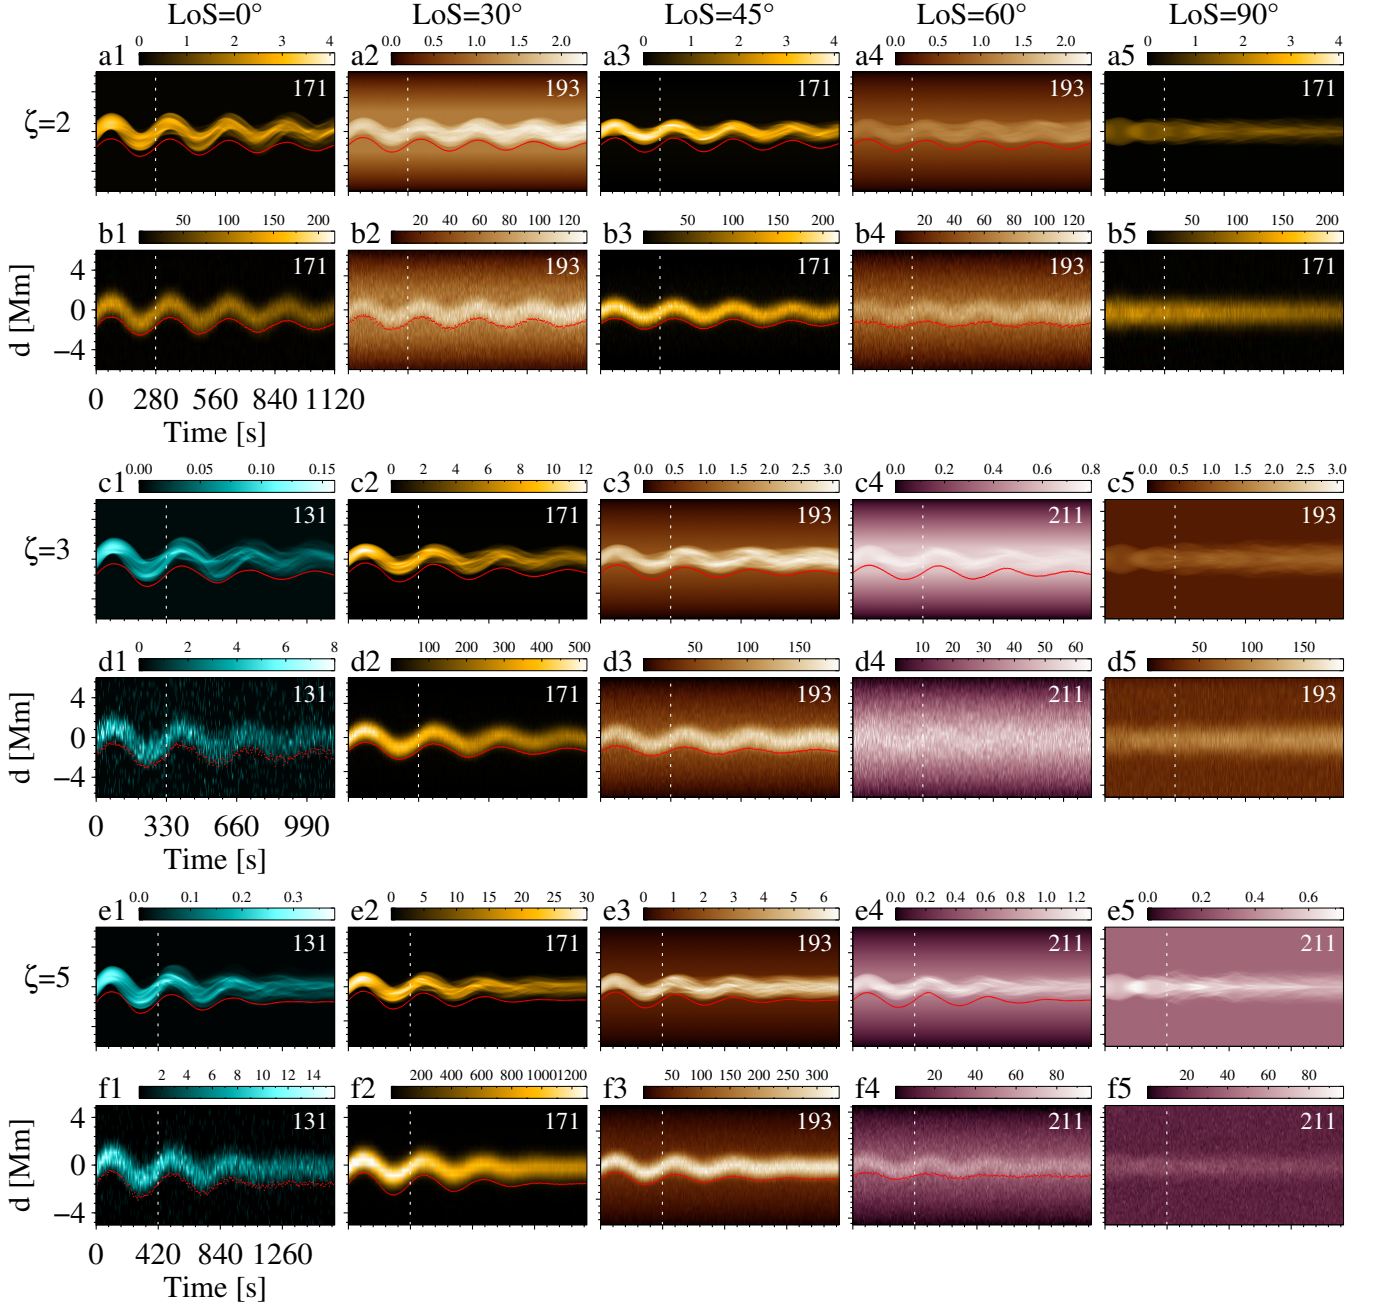 LoS=0° LoS=30° LoS=45° LoS=60° LoS=90°
a1 0 1 2 3 4 a2 0.0 0.5 1.0 1.5 2.0 a3 0 1 2 3 4 a4 0.0 0.5 1.0 1.5 2.0 a5 0 1 2 3 4
ζ=2 171 193 171 193 171
b1 50 100 150 200 b2 20 40 60 80 100 120 b3 50 100 150 200 b4 20 40 60 80 100 120 b5 50 100 150 200
171 193 171 193 171
d [Mm] 4 0 −4
0 280 560 840 1120
Time [s]
c1 0.00 0.05 0.10 0.15 c2 0 2 4 6 8 10 12 c3 0.0 0.5 1.0 1.5 2.0 2.5 3.0 c4 0.0 0.2 0.4 0.6 0.8 c5 0.0 0.5 1.0 1.5 2.0 2.5 3.0
ζ=3 131 171 193 211 193
d1 0 2 4 6 8 d2 100 200 300 400 500 d3 50 100 150 d4 10 20 30 40 50 60 d5 50 100 150
131 171 193 211 193
d [Mm] 4 0 −4
0 330 660 990
Time [s]
e1 0.0 0.1 0.2 0.3 e2 0 5 10 15 20 25 30 e3 0 1 2 3 4 5 6 e4 0.0 0.2 0.4 0.6 0.8 1.0 1.2 e5 0.0 0.2 0.4 0.6
ζ=5 131 171 193 211 211
f1 2 4 6 8 10 12 14 f2 200 400 600 800 1000 1200 f3 50 100 150 200 250 300 f4 20 40 60 80 f5 20 40 60 80
131 171 193 211 211
d [Mm] 4 0 −4
0 420 840 1260
Time [s]